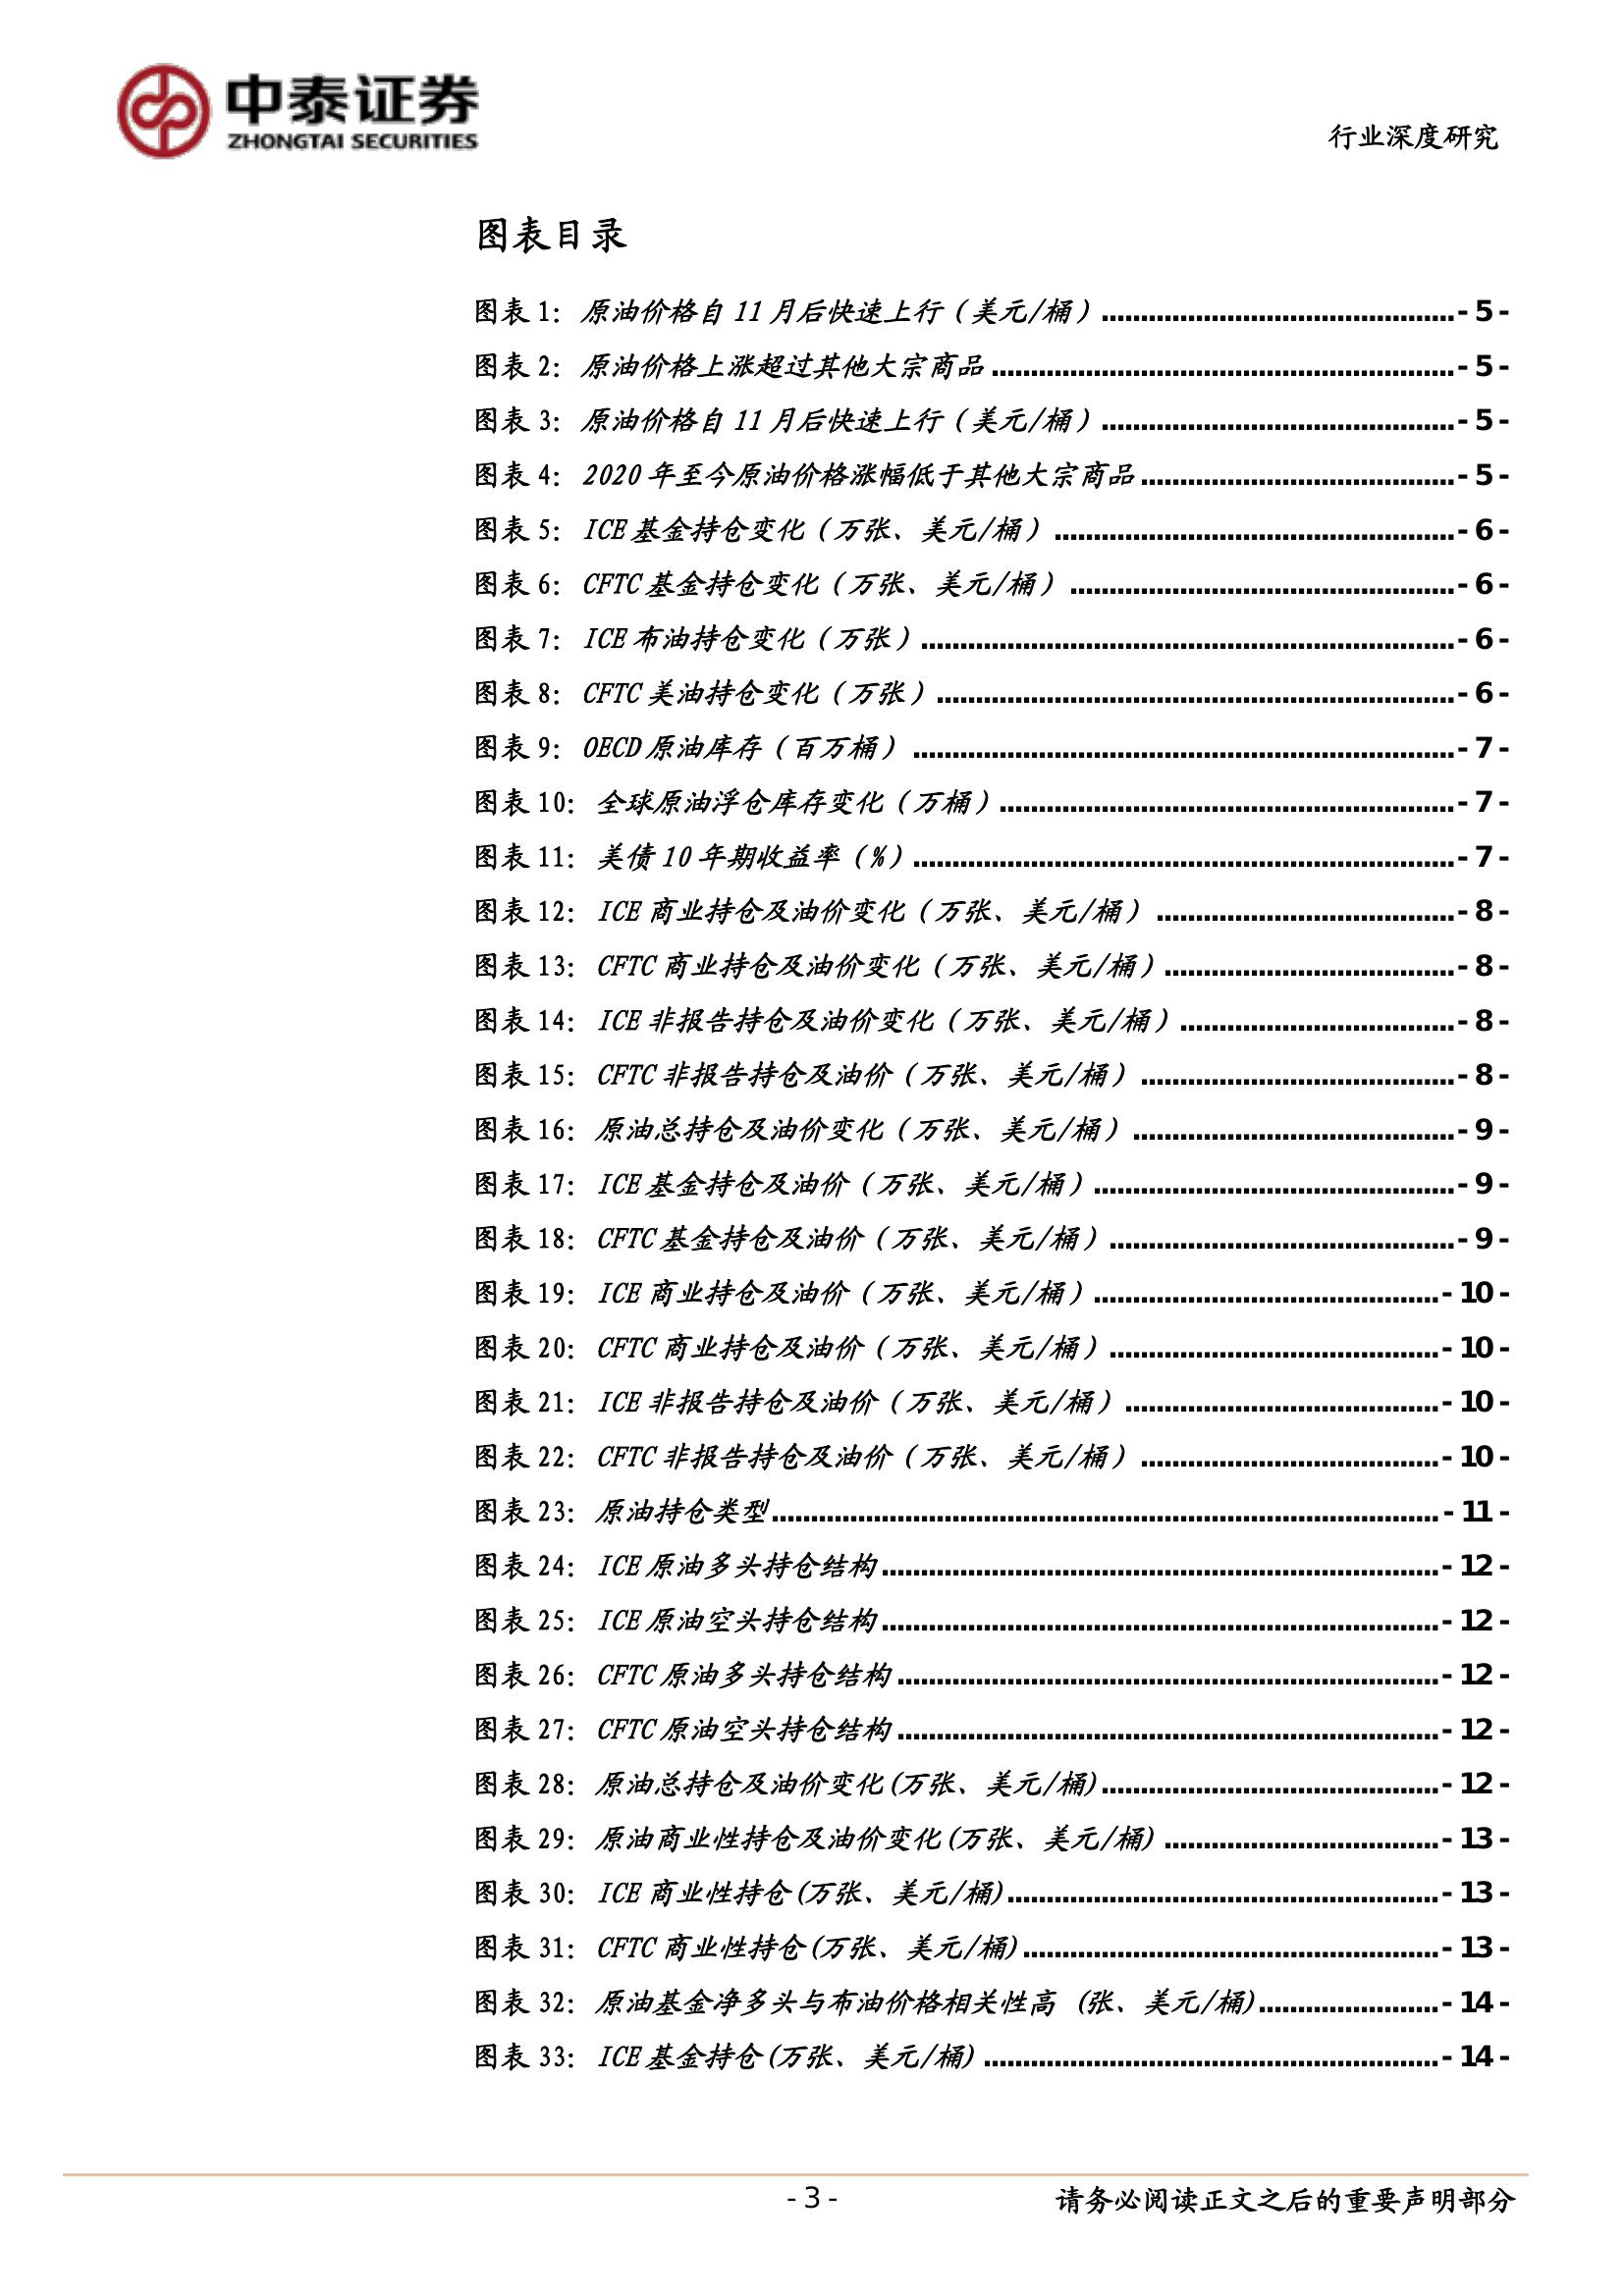 中泰证券
ZHONGTAI SECURITIES
行业深度研究
图表目录
图表 1：原油价格自 11 月后快速上行（美元/桶）- 5 -
图表 2：原油价格上涨超过其他大宗商品- 5 -
图表 3：原油价格自 11 月后快速上行（美元/桶）- 5 -
图表 4：2020 年至今原油价格涨幅低于其他大宗商品- 5 -
图表 5：ICE 基金持仓变化（万张、美元/桶）- 6 -
图表 6：CFTC 基金持仓变化（万张、美元/桶）- 6 -
图表 7：ICE 布油持仓变化（万张）- 6 -
图表 8：CFTC 美油持仓变化（万张）- 6 -
图表 9：OECD 原油库存（百万桶）- 7 -
图表 10：全球原油浮仓库存变化（万桶）- 7 -
图表 11：美债 10 年期收益率（%）- 7 -
图表 12：ICE 商业持仓及油价变化（万张、美元/桶）- 8 -
图表 13：CFTC 商业持仓及油价变化（万张、美元/桶）- 8 -
图表 14：ICE 非报告持仓及油价变化（万张、美元/桶）- 8 -
图表 15：CFTC 非报告持仓及油价（万张、美元/桶）- 8 -
图表 16：原油总持仓及油价变化（万张、美元/桶）- 9 -
图表 17：ICE 基金持仓及油价（万张、美元/桶）- 9 -
图表 18：CFTC 基金持仓及油价（万张、美元/桶）- 9 -
图表 19：ICE 商业持仓及油价（万张、美元/桶）- 10 -
图表 20：CFTC 商业持仓及油价（万张、美元/桶）- 10 -
图表 21：ICE 非报告持仓及油价（万张、美元/桶）- 10 -
图表 22：CFTC 非报告持仓及油价（万张、美元/桶）- 10 -
图表 23：原油持仓类型- 11 -
图表 24：ICE 原油多头持仓结构- 12 -
图表 25：ICE 原油空头持仓结构- 12 -
图表 26：CFTC 原油多头持仓结构- 12 -
图表 27：CFTC 原油空头持仓结构- 12 -
图表 28：原油总持仓及油价变化(万张、美元/桶)- 12 -
图表 29：原油商业性持仓及油价变化(万张、美元/桶)- 13 -
图表 30：ICE 商业性持仓(万张、美元/桶)- 13 -
图表 31：CFTC 商业性持仓(万张、美元/桶)- 13 -
图表 32：原油基金净多头与布油价格相关性高 (张、美元/桶)- 14 -
图表 33：ICE 基金持仓(万张、美元/桶)- 14 -
- 3 -
请务必阅读正文之后的重要声明部分